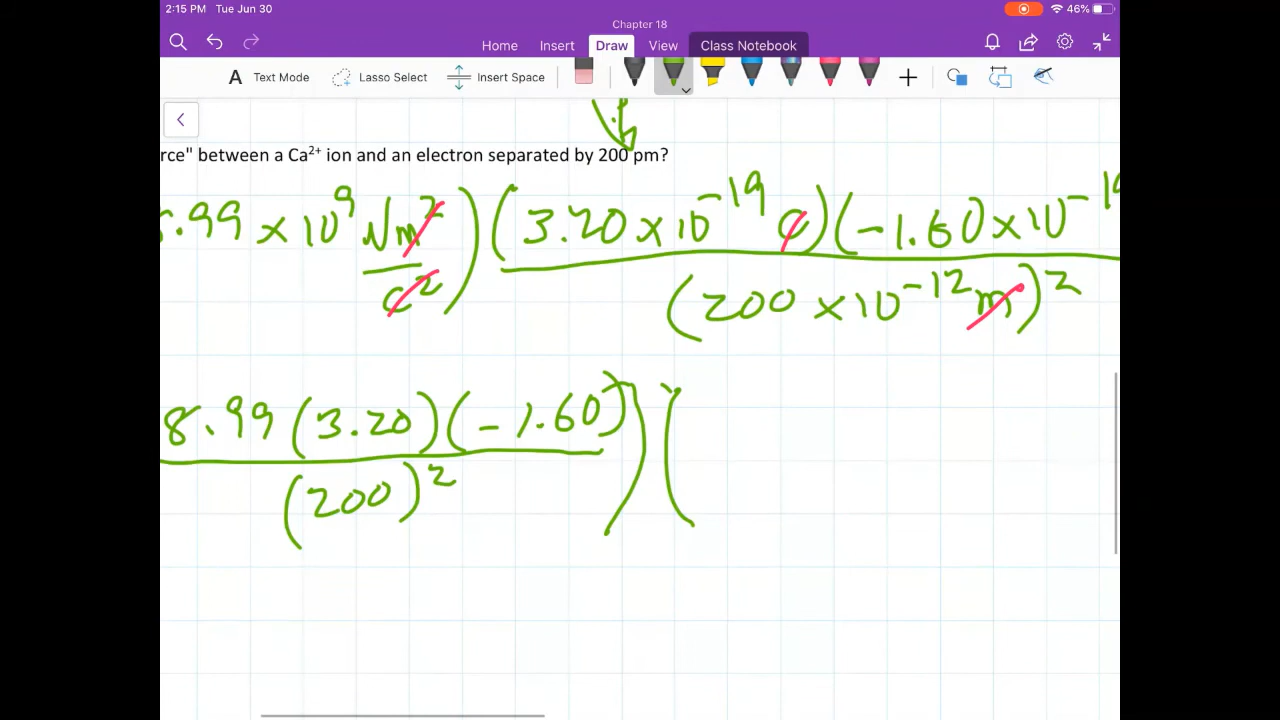 2:15 PM Tue Jun 30
46%
Chapter 18
Home Insert Draw View Class Notebook
A Text Mode Lasso Select Insert Space
rce" between a Ca²⁺ ion and an electron separated by 200 pm?
.99 × 10⁹ Nm²/C²) (3.20 × 10⁻¹⁹ C)(-1.60 × 10⁻¹⁹
(200 × 10⁻¹² m)²
8.99 (3.20)(-1.60)) (
(200)²